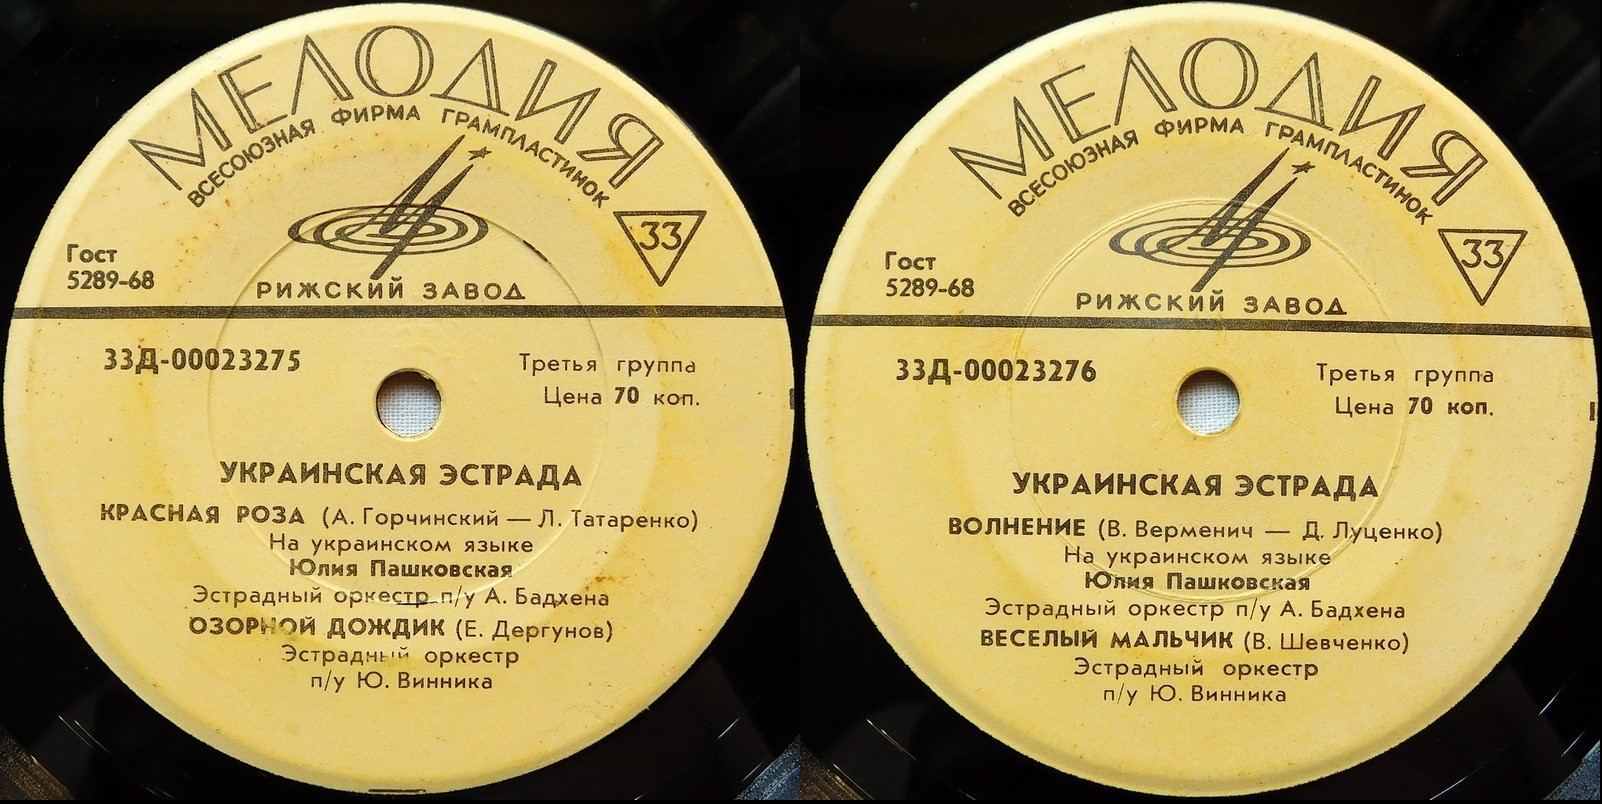 МЕЛОДИЯ
ВСЕСОЮЗНАЯ ФИРМА ГРАМПЛАСТИНОК
33
Гост
5289-68
РИЖСКИЙ ЗАВОД
33Д-00023275
Третья группа
Цена 70 коп.
УКРАИНСКАЯ ЭСТРАДА
КРАСНАЯ РОЗА (А. Горчинский — Л. Татаренко)
На украинском языке
Юлия Пашковская
Эстрадный оркестр п/у А. Бадхена
ОЗОРНОЙ ДОЖДИК (Е. Дергунов)
Эстрадный оркестр
п/у Ю. Винника
МЕЛОДИЯ
ВСЕСОЮЗНАЯ ФИРМА ГРАМПЛАСТИНОК
33
Гост
5289-68
РИЖСКИЙ ЗАВОД
33Д-00023276
Третья группа
Цена 70 коп.
УКРАИНСКАЯ ЭСТРАДА
ВОЛНЕНИЕ (В. Верменич — Д. Луценко)
На украинском языке
Юлия Пашковская
Эстрадный оркестр п/у А. Бадхена
ВЕСЕЛЫЙ МАЛЬЧИК (В. Шевченко)
Эстрадный оркестр
п/у Ю. Винника